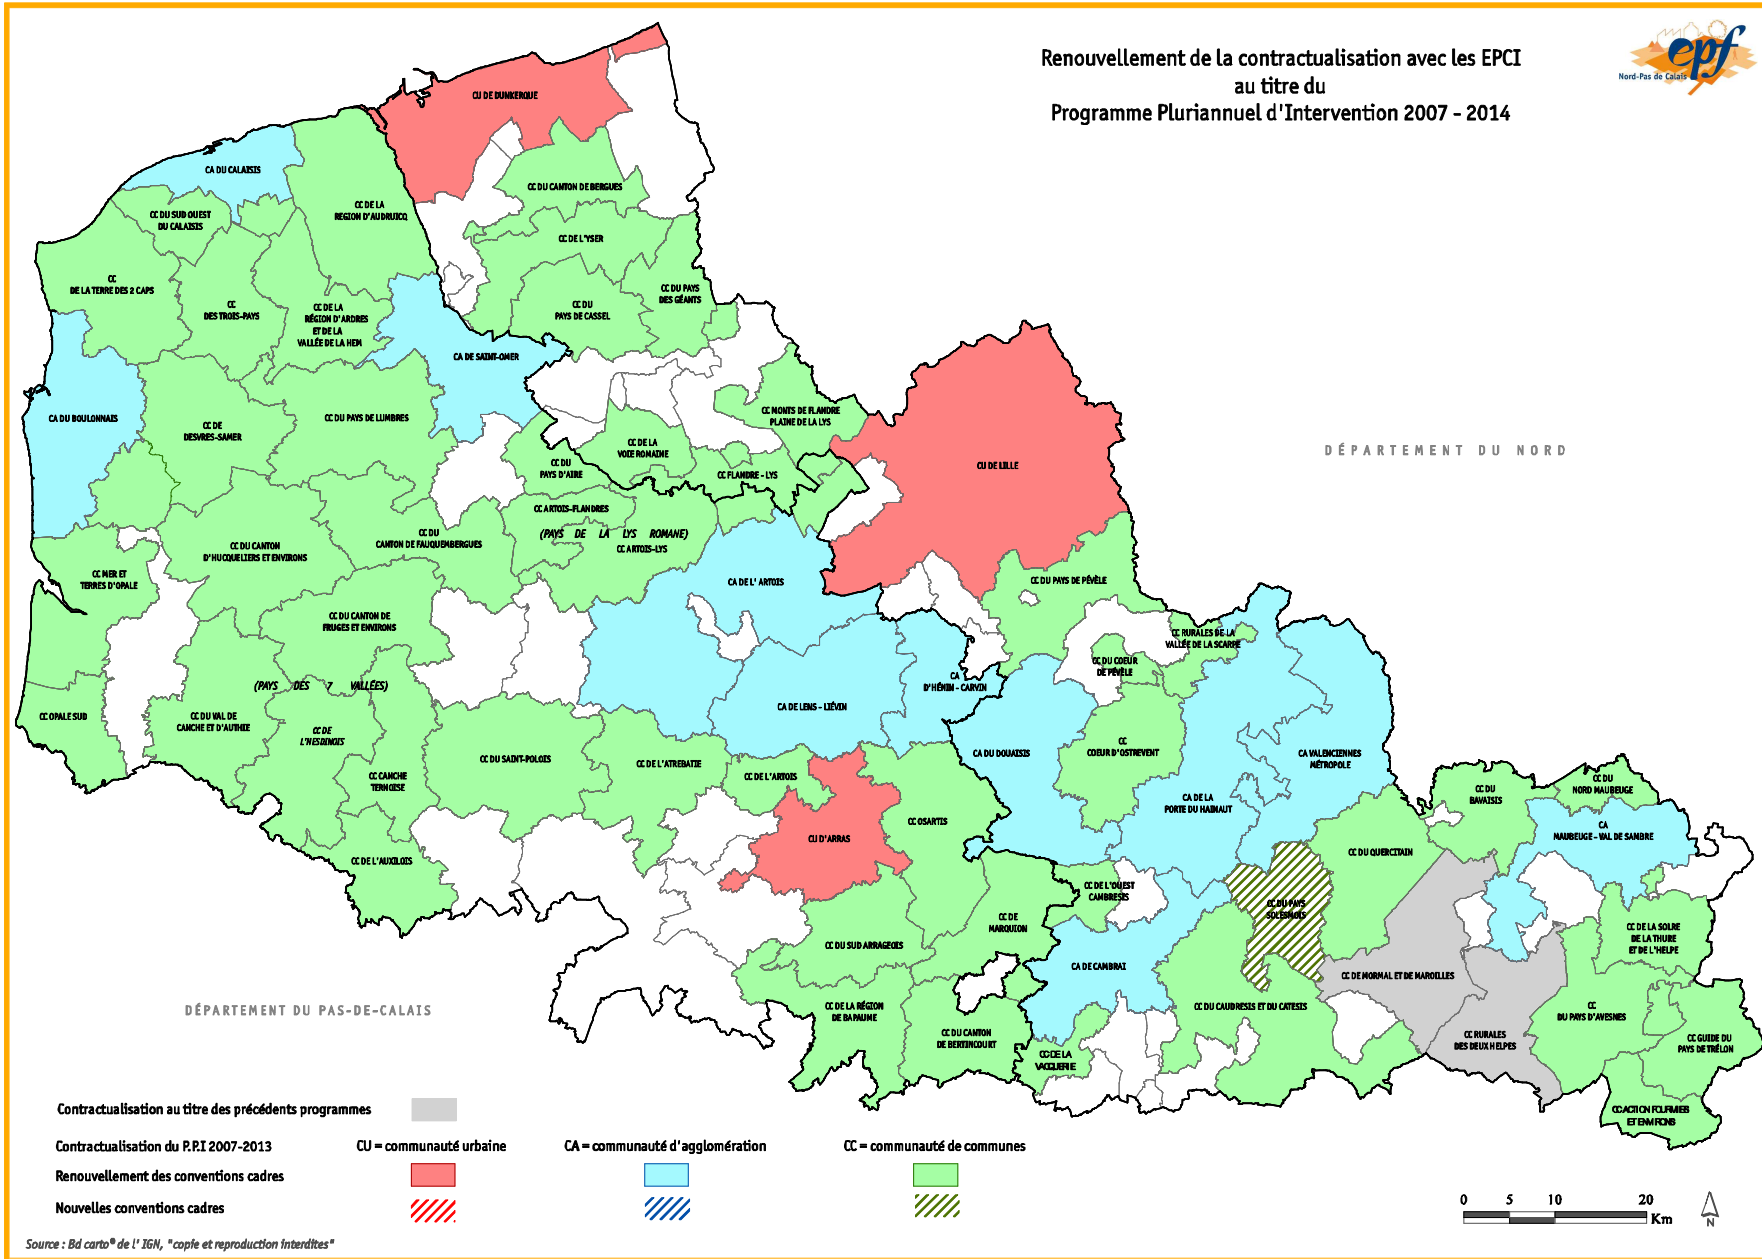 Renouvellement de la contractualisation avec les EPCI
au titre du
Programme Pluriannuel d'Intervention 2007 - 2014
epf
Nord-Pas de Calais
CU DE DUNKERQUE
CA DU CALAISIS
CC DU CANTON DE BERGUES
CC DE LA
REGION D'AUDRUICQ
CC DU SUD OUEST
DU CALAISIS
CC DE L'YSER
CC
DE LA TERRE DES 2 CAPS
CC
DES TROIS-PAYS
CC DE LA
RÉGION D'ARDRES
ET DE LA
VALLÉE DE LA HEM
CC DU
PAYS DE CASSEL
CC DU PAYS
DES GÉANTS
CA DE SAINT-OMER
CA DU BOULONNAIS
CC DE
DESVRES-SAMER
CC DU PAYS DE LUMBRES
CC MONTS DE FLANDRE
PLAINE DE LA LYS
CC DE LA
VOIE ROMAINE
CC DU
PAYS D'AIRE
CC FLANDRE - LYS
CU DE LILLE
DÉPARTEMENT DU NORD
CC ARTOIS-FLANDRES
(PAYS DE LA LYS ROMANE)
CC ARTOIS-LYS
CC DU
CANTON DE FAUQUEMBERGUES
CC DU CANTON
D'HUCQUELIERS ET ENVIRONS
CC MER ET
TERRES D'OPALE
CA DE L' ARTOIS
CC DU PAYS DE PÉVÈLE
CC DU CANTON DE
FRUGES ET ENVIRONS
CC RURALES DE LA
VALLÉE DE LA SCARPE
CC DU COEUR
DE PÉVÈLE
CA
D'HÉNIN - CARVIN
(PAYS DES 7 VALLÉES)
CC OPALE SUD
CC DU VAL DE
CANCHE ET D'AUTHIE
CC DE
L'HESDINOIS
CA DE LENS - LIÉVIN
CC DU SAINT-POLOIS
CC DE L'ATREBATIE
CC DE L'ARTOIS
CC CANCHE
TERNOISE
CA DU DOUAISIS
CC
COEUR D'OSTREVENT
CA VALENCIENNES
MÉTROPOLE
CA DE LA
PORTE DU HAINAUT
CC DU
BAVAISIS
CC DU
NORD MAUBEUGE
CA
MAUBEUGE - VAL DE SAMBRE
CC OSARTIS
CU D'ARRAS
CC DE L'AUXILOIS
CC DU QUERCITAIN
CC DE L'OUEST
CAMBRESIS
CC DU PAYS
SOLESMOIS
CC DE
MARQUION
CC DU SUD ARRAGEOIS
CC DE LA SOLRE
DE LA THURE
ET DE L'HELPE
CA DE CAMBRAI
CC DE MORMAL ET DE MAROILLES
DÉPARTEMENT DU PAS-DE-CALAIS
CC DE LA RÉGION
DE BAPAUME
CC DU CAUDRESIS ET DU CATESIS
CC
DU PAYS D'AVESNES
CC DU CANTON
DE BERTINCOURT
CC RURALES
DES DEUX HELPES
CC GUIDE DU
PAYS DE TRÉLON
CC DE LA
VACQUERIE
CC ACTION FOURMIES
ET ENVIRONS
Contractualisation au titre des précédents programmes
Contractualisation du P.P.I 2007-2013
CU = communauté urbaine
CA = communauté d'agglomération
CC = communauté de communes
Renouvellement des conventions cadres
Nouvelles conventions cadres
0 5 10 20
Km
N
Source : Bd carto® de l' IGN, "copie et reproduction interdites"